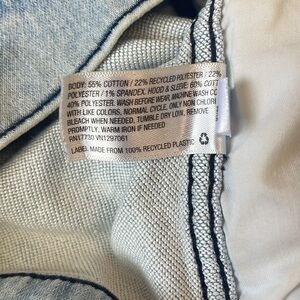 BODY: 55% COTTON / 22% RECYCLED POLYESTER / 22%
POLYESTER / 1% SPANDEX. HOOD & SLEEVE: 60% COTT
40% POLYESTER. WASH BEFORE WEAR, MACHINE WASH CO
WITH LIKE COLORS, NORMAL CYCLE, ONLY NON CHLORI
BLEACH WHEN NEEDED, TUMBLE DRY LOW, REMOVE
PROMPTLY, WARM IRON IF NEEDED
RN17730 VN1297061
LABEL MADE FROM 100% RECYCLED PLASTIC